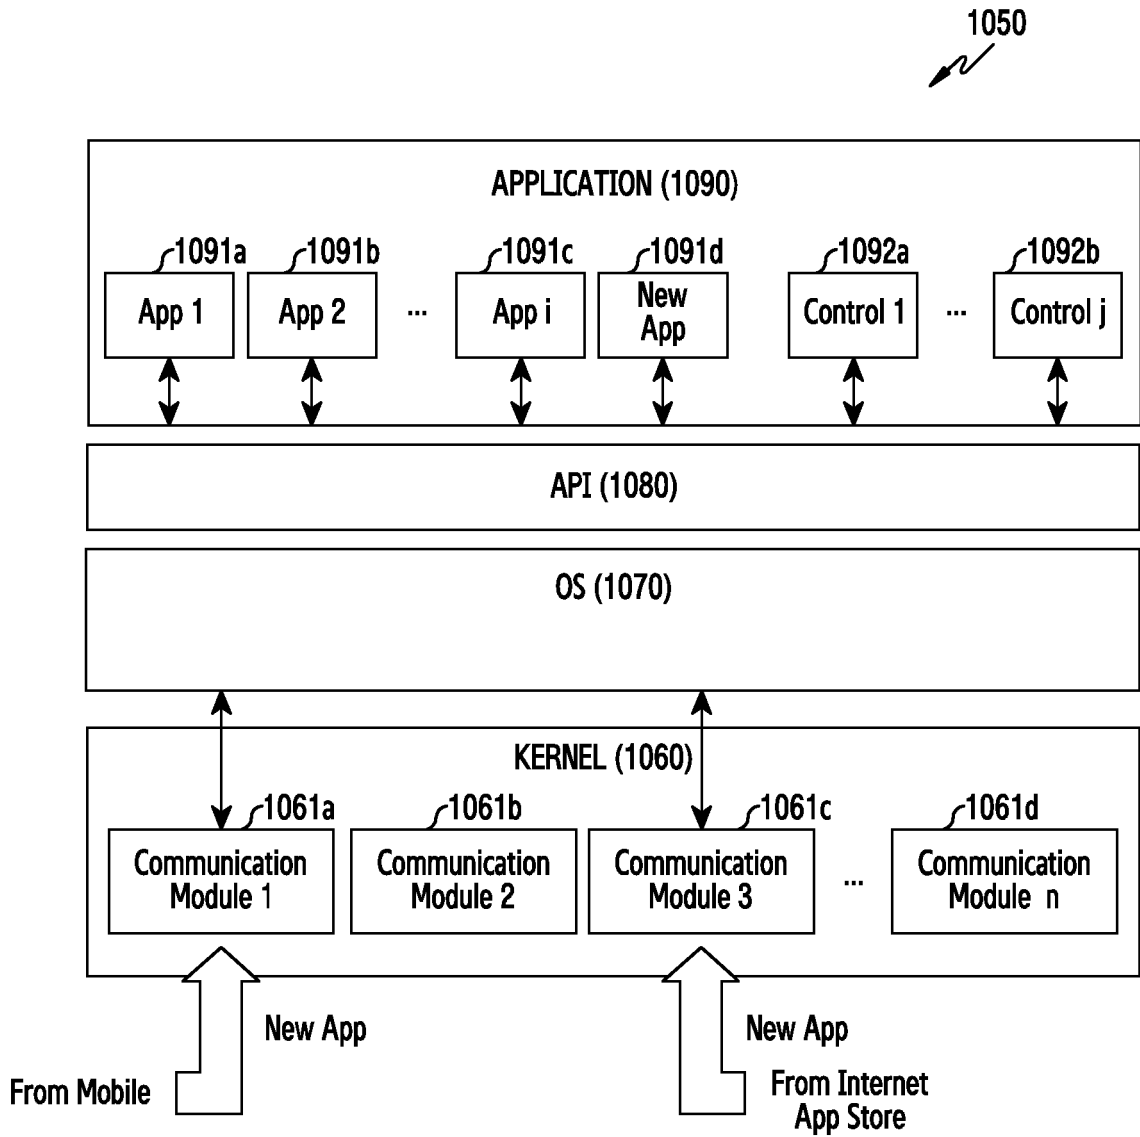 1050
APPLICATION (1090)
1091a
1091b
1091c
1091d
1092a
1092b
App 1
App 2
...
App i
New
App
Control 1
...
Control j
API (1080)
OS (1070)
KERNEL (1060)
1061a
1061b
1061c
1061d
Communication
Module 1
Communication
Module 2
Communication
Module 3
...
Communication
Module n
New App
New App
From Mobile
From Internet
App Store